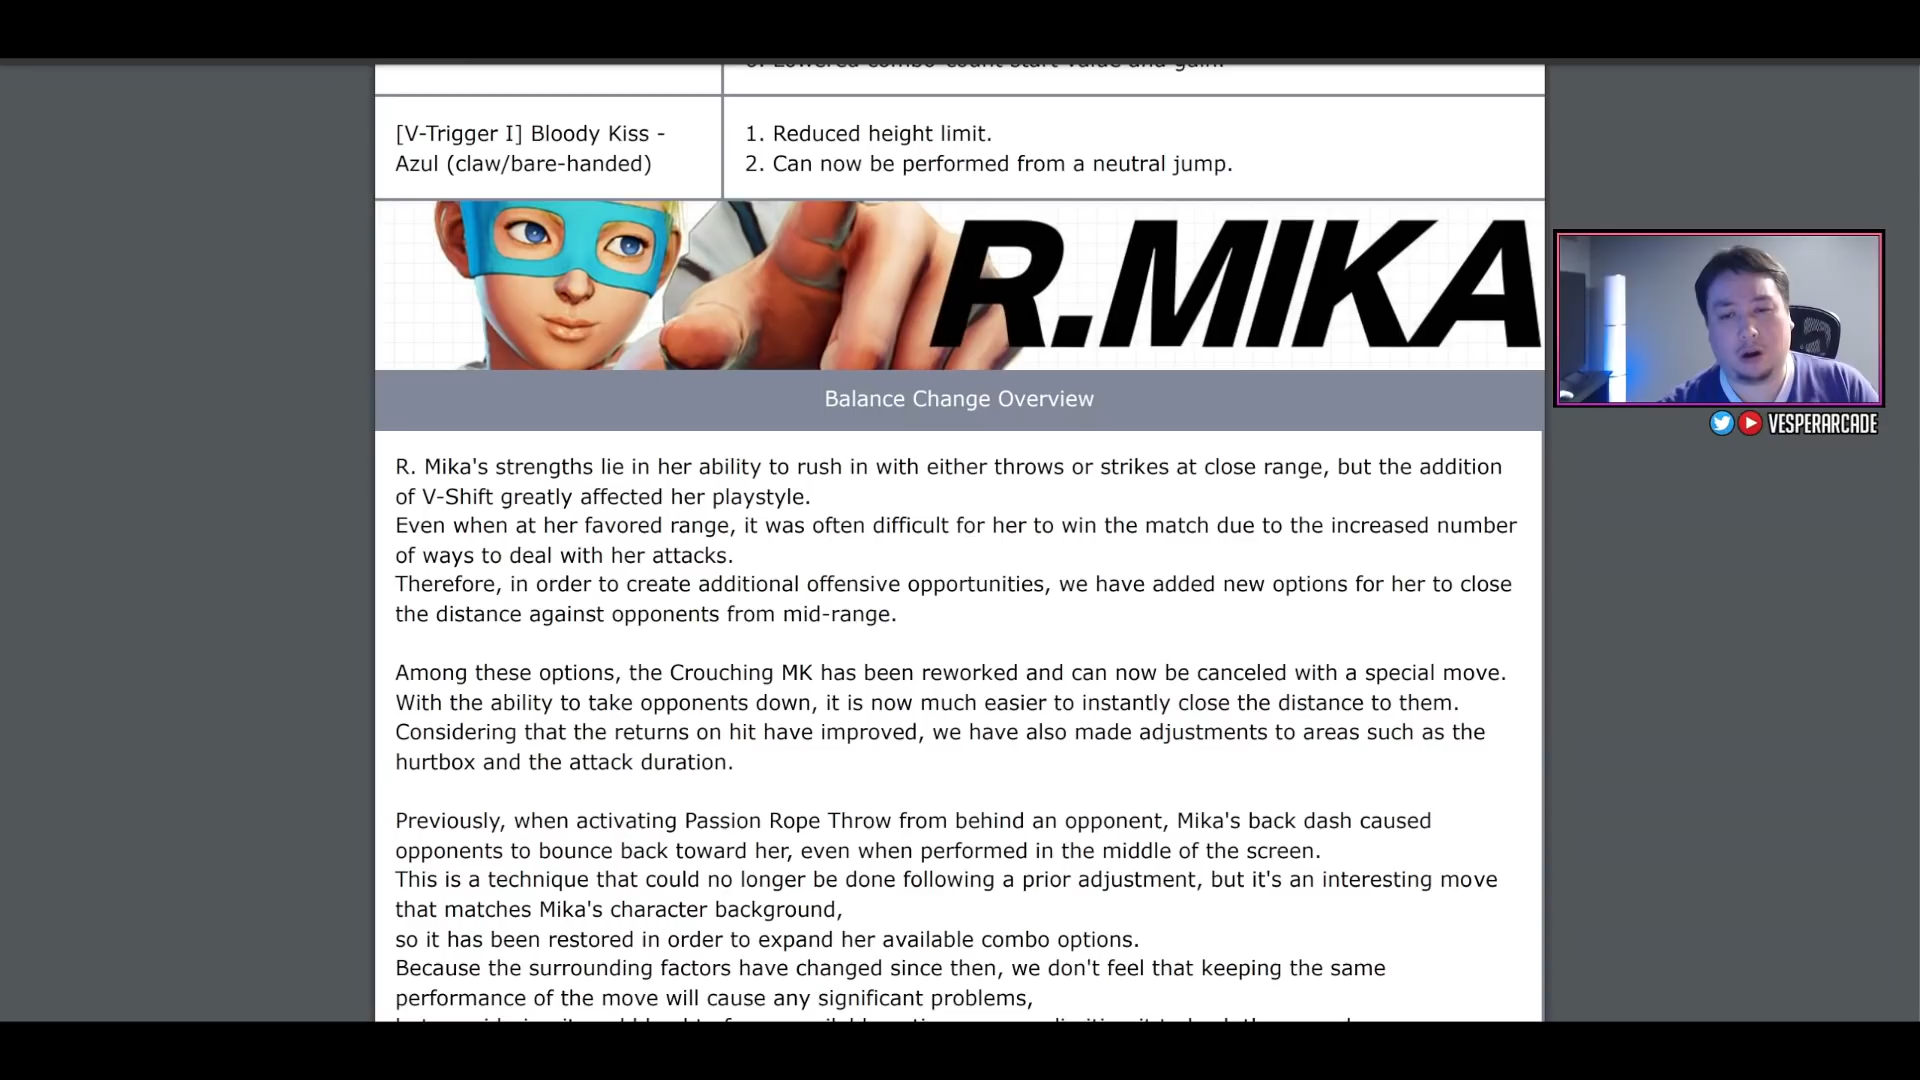 [V-Trigger I] Bloody Kiss -
Azul (claw/bare-handed)
1. Reduced height limit.
2. Can now be performed from a neutral jump.
R.MIKA
VESPERARCADE
Balance Change Overview
R. Mika's strengths lie in her ability to rush in with either throws or strikes at close range, but the addition
of V-Shift greatly affected her playstyle.
Even when at her favored range, it was often difficult for her to win the match due to the increased number
of ways to deal with her attacks.
Therefore, in order to create additional offensive opportunities, we have added new options for her to close
the distance against opponents from mid-range.
Among these options, the Crouching MK has been reworked and can now be canceled with a special move.
With the ability to take opponents down, it is now much easier to instantly close the distance to them.
Considering that the returns on hit have improved, we have also made adjustments to areas such as the
hurtbox and the attack duration.
Previously, when activating Passion Rope Throw from behind an opponent, Mika's back dash caused
opponents to bounce back toward her, even when performed in the middle of the screen.
This is a technique that could no longer be done following a prior adjustment, but it's an interesting move
that matches Mika's character background,
so it has been restored in order to expand her available combo options.
Because the surrounding factors have changed since then, we don't feel that keeping the same
performance of the move will cause any significant problems,